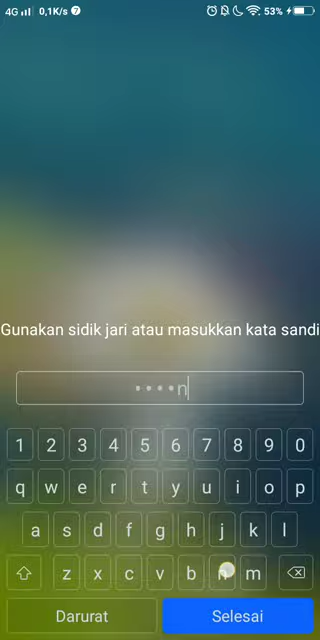 4G 0,1K/s 7 53%
Gunakan sidik jari atau masukkan kata sandi
••••n
1 2 3 4 5 6 7 8 9 0
q w e r t y u i o p
a s d f g h j k l
z x c v b n m
Darurat Selesai